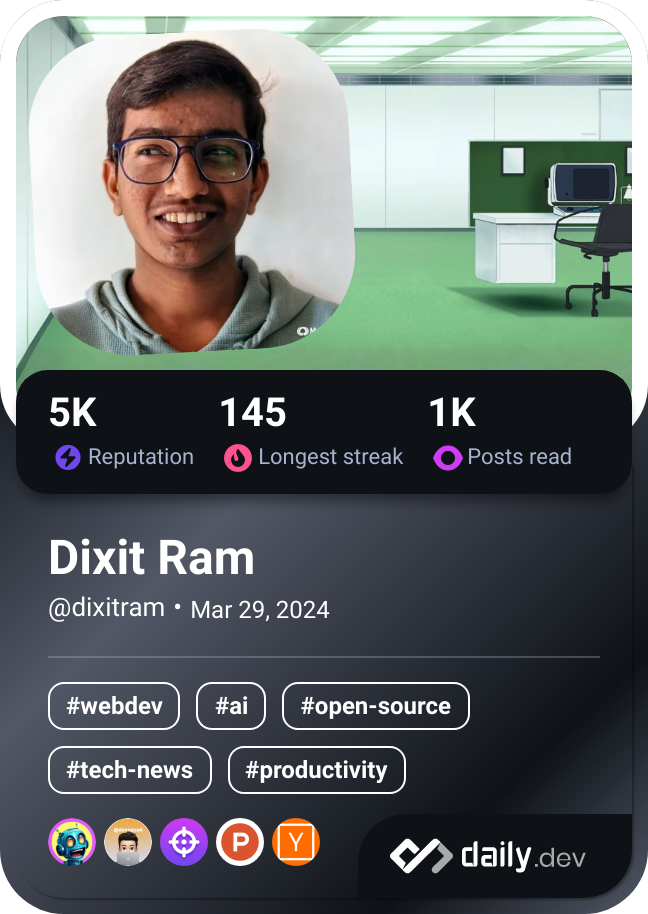 5K 145 1K
Reputation Longest streak Posts read
Dixit Ram
@dixitram • Mar 29, 2024
#webdev #ai #open-source
#tech-news #productivity
P Y
daily.dev